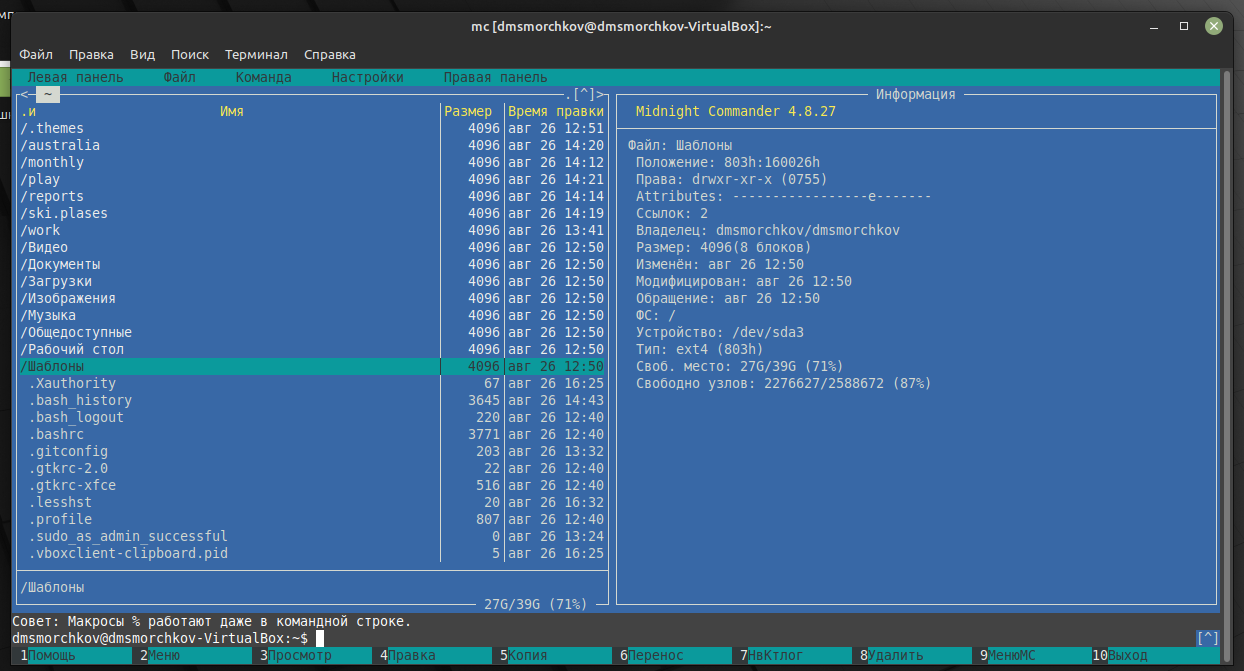 мп
mc [dmsmorchkov@dmsmorchkov-VirtualBox]:~
Файл Правка Вид Поиск Терминал Справка
Левая панель Файл Команда Настройки Правая панель
<─ ~ .[^]> Информация
.и Имя Размер Время правки
Midnight Commander 4.8.27
/.themes 4096 авг 26 12:51
/australia 4096 авг 26 14:20
/monthly 4096 авг 26 14:12
/play 4096 авг 26 14:21
/reports 4096 авг 26 14:14
/ski.plases 4096 авг 26 14:19
/work 4096 авг 26 13:41
/Видео 4096 авг 26 12:50
/Документы 4096 авг 26 12:50
/Загрузки 4096 авг 26 12:50
/Изображения 4096 авг 26 12:50
/Музыка 4096 авг 26 12:50
/Общедоступные 4096 авг 26 12:50
/Рабочий стол 4096 авг 26 12:50
/Шаблоны 4096 авг 26 12:50
.Xauthority 67 авг 26 16:25
.bash_history 3645 авг 26 14:43
.bash_logout 220 авг 26 12:40
.bashrc 3771 авг 26 12:40
.gitconfig 203 авг 26 13:32
.gtkrc-2.0 22 авг 26 12:40
.gtkrc-xfce 516 авг 26 12:40
.lesshst 20 авг 26 16:32
.profile 807 авг 26 12:40
.sudo_as_admin_successful 0 авг 26 13:24
.vboxclient-clipboard.pid 5 авг 26 16:25
/Шаблоны
27G/39G (71%)
Файл: Шаблоны
Положение: 803h:160026h
Права: drwxr-xr-x (0755)
Attributes: -----------------e-------
Ссылок: 2
Владелец: dmsmorchkov/dmsmorchkov
Размер: 4096(8 блоков)
Изменён: авг 26 12:50
Модифицирован: авг 26 12:50
Обращение: авг 26 12:50
ФС: /
Устройство: /dev/sda3
Тип: ext4 (803h)
Своб. место: 27G/39G (71%)
Свободно узлов: 2276627/2588672 (87%)
Совет: Макросы % работают даже в командной строке.
dmsmorchkov@dmsmorchkov-VirtualBox:~$ [^]
1Помощь 2Меню 3Просмотр 4Правка 5Копия 6Перенос 7НвКтлог 8Удалить 9МенюМС 10Выход